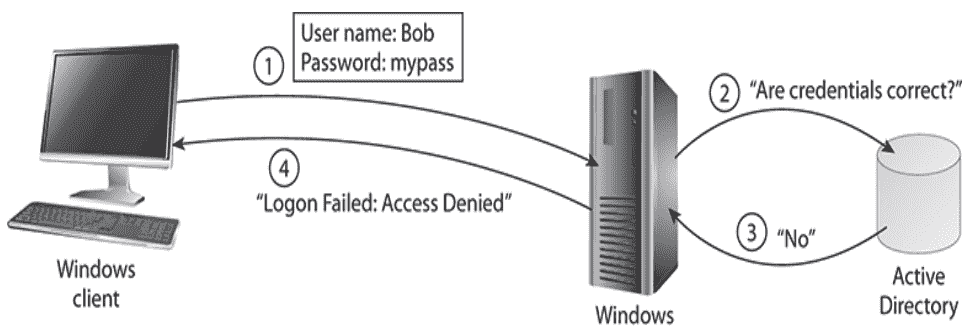 User name: Bob
Password: mypass
1
2 "Are credentials correct?"
4
"Logon Failed: Access Denied"
3 "No"
Windows
client
Windows
Active
Directory